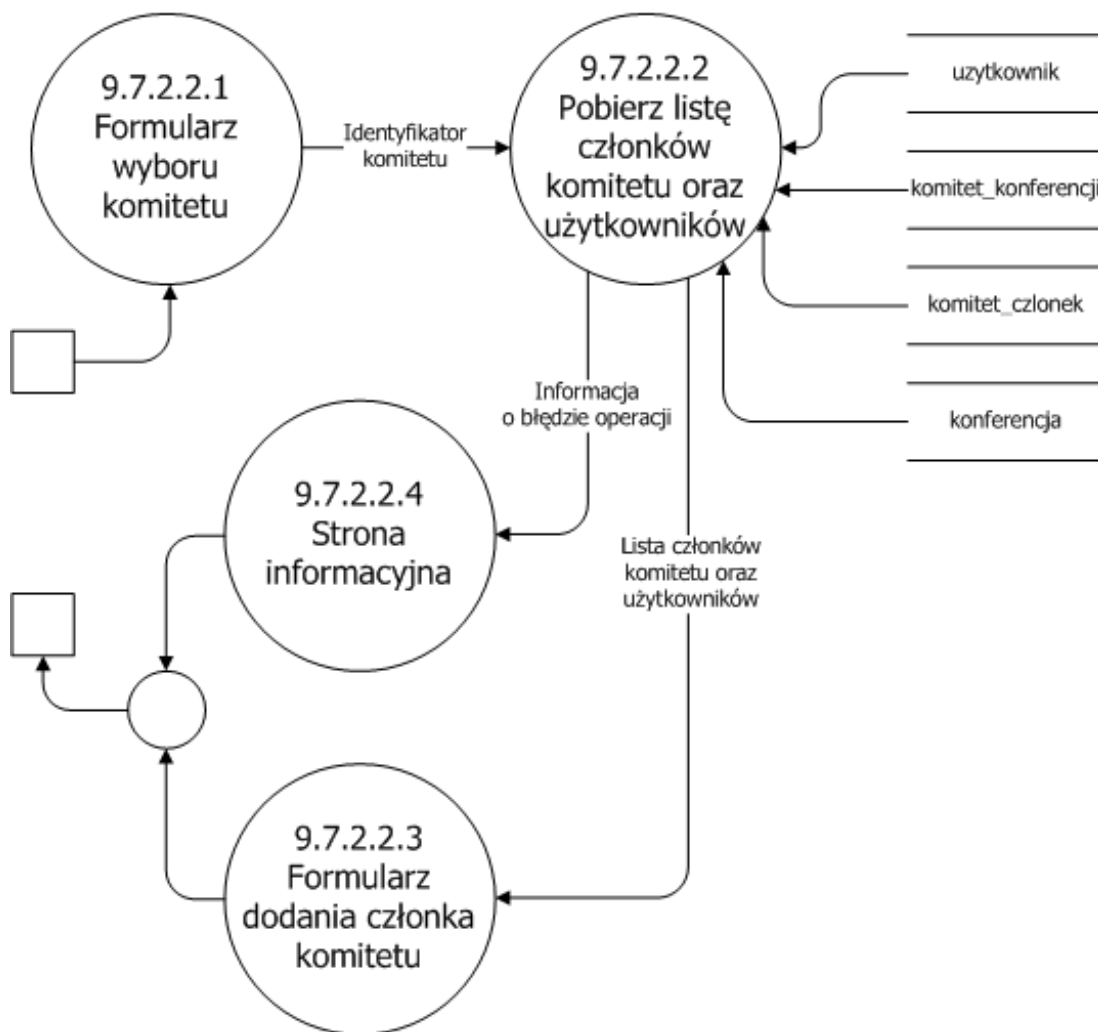 9.7.2.2.1
Formularz
wyboru
komitetu
Identyfikator
komitetu
9.7.2.2.2
Pobierz listę
członków
komitetu oraz
użytkowników
uzytkownik
komitet_konferencji
komitet_czlonek
konferencja
Informacja
o błędzie operacji
9.7.2.2.4
Strona
informacyjna
Lista członków
komitetu oraz
użytkowników
9.7.2.2.3
Formularz
dodania członka
komitetu